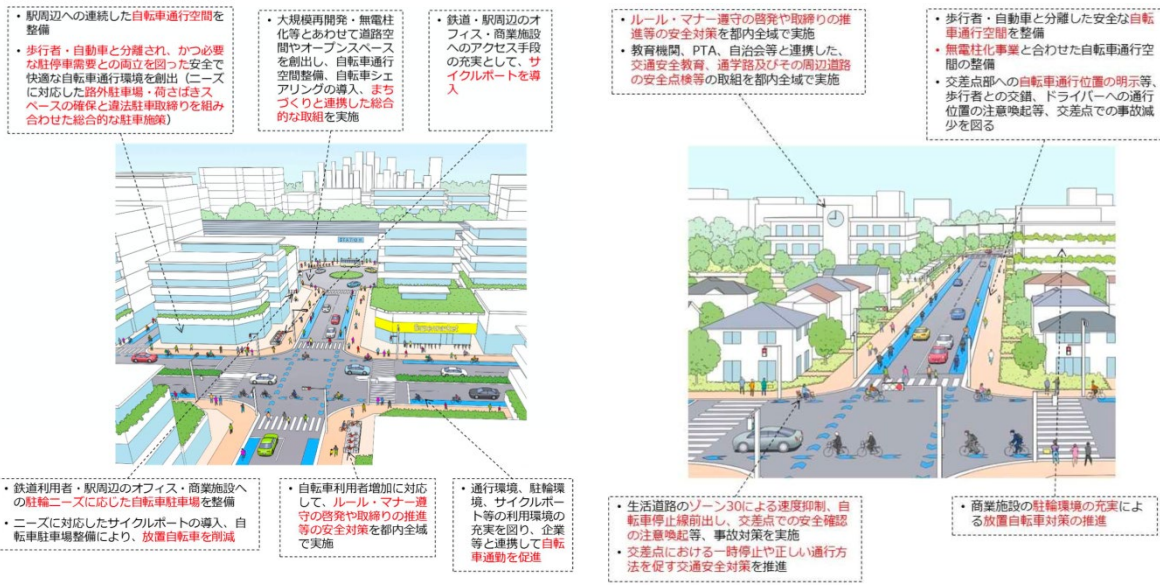 • 駅周辺への連続した自転車通行空間を
整備
• 歩行者・自動車と分離され、かつ必要
な駐停車需要との両立を図った安全で
快適な自転車通行環境を創出（ニーズ
に対応した路外駐車場・荷さばきス
ペースの確保と違法駐車取締りを組み
合わせた総合的な駐車施策）
• 大規模再開発・無電柱
化等とあわせて道路空
間やオープンスペース
を創出し、自転車通行
空間整備、自転車シェ
アリングの導入、まち
づくりと連携した総合
的な取組を実施
• 鉄道・駅周辺のオ
フィス・商業施設
へのアクセス手段
の充実として、サ
イクルポートを導
入
STATION
• 鉄道利用者・駅周辺のオフィス・商業施設へ
の駐輪ニーズに応じた自転車駐車場を整備
• ニーズに対応したサイクルポートの導入、自
転車駐車場整備により、放置自転車を削減
• 自転車利用者増加に対応
して、ルール・マナー遵
守の啓発や取締りの推進
等の安全対策を都内全域
で実施
• 通行環境、駐輪環
境、サイクルポー
ト等の利用環境の
充実を図り、企業
等と連携して自転
車通勤を促進
• ルール・マナー遵守の啓発や取締りの推
進等の安全対策を都内全域で実施
• 教育機関、PTA、自治会等と連携した、
交通安全教育、通学路及びその周辺道路
の安全点検等の取組を都内全域で実施
• 歩行者・自動車と分離した安全な自転
車通行空間を整備
• 無電柱化事業と合わせた自転車通行空
間の整備
• 交差点部への自転車通行位置の明示等、
歩行者との交錯、ドライバーへの通行
位置の注意喚起等、交差点での事故減
少を図る
• 生活道路のゾーン30による速度抑制、自
転車停止線前出し、交差点での安全確認
の注意喚起等、事故対策を実施
• 交差点における一時停止や正しい通行方
法を促す交通安全対策を推進
• 商業施設の駐輪環境の充実によ
る放置自転車対策の推進